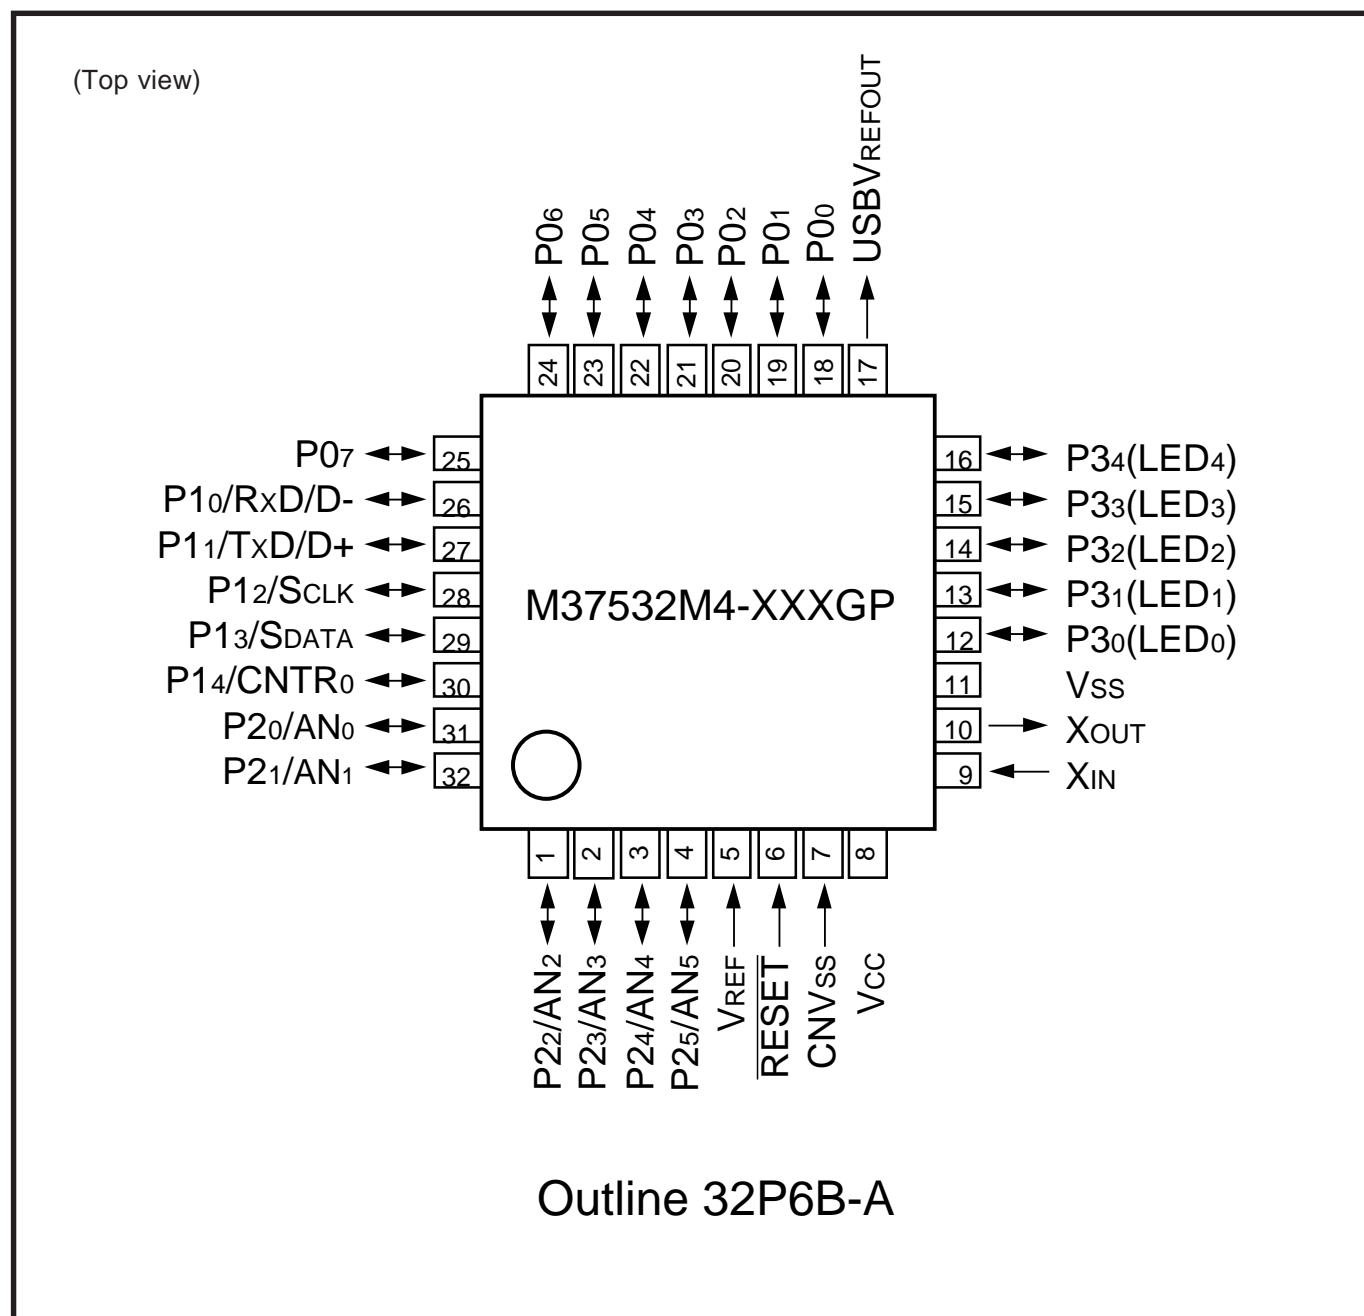 (Top view)
P06
P05
P04
P03
P02
P01
P00
USBVREFOUT
24
23
22
21
20
19
18
17
P07
25
P10/RXD/D-
26
P11/TXD/D+
27
P12/SCLK
28
P13/SDATA
29
P14/CNTR0
30
P20/AN0
31
P21/AN1
32
M37532M4-XXXGP
16
P34(LED4)
15
P33(LED3)
14
P32(LED2)
13
P31(LED1)
12
P30(LED0)
11
VSS
10
XOUT
9
XIN
1
2
3
4
5
6
7
8
P22/AN2
P23/AN3
P24/AN4
P25/AN5
VREF
RESET
CNVSS
VCC
Outline 32P6B-A